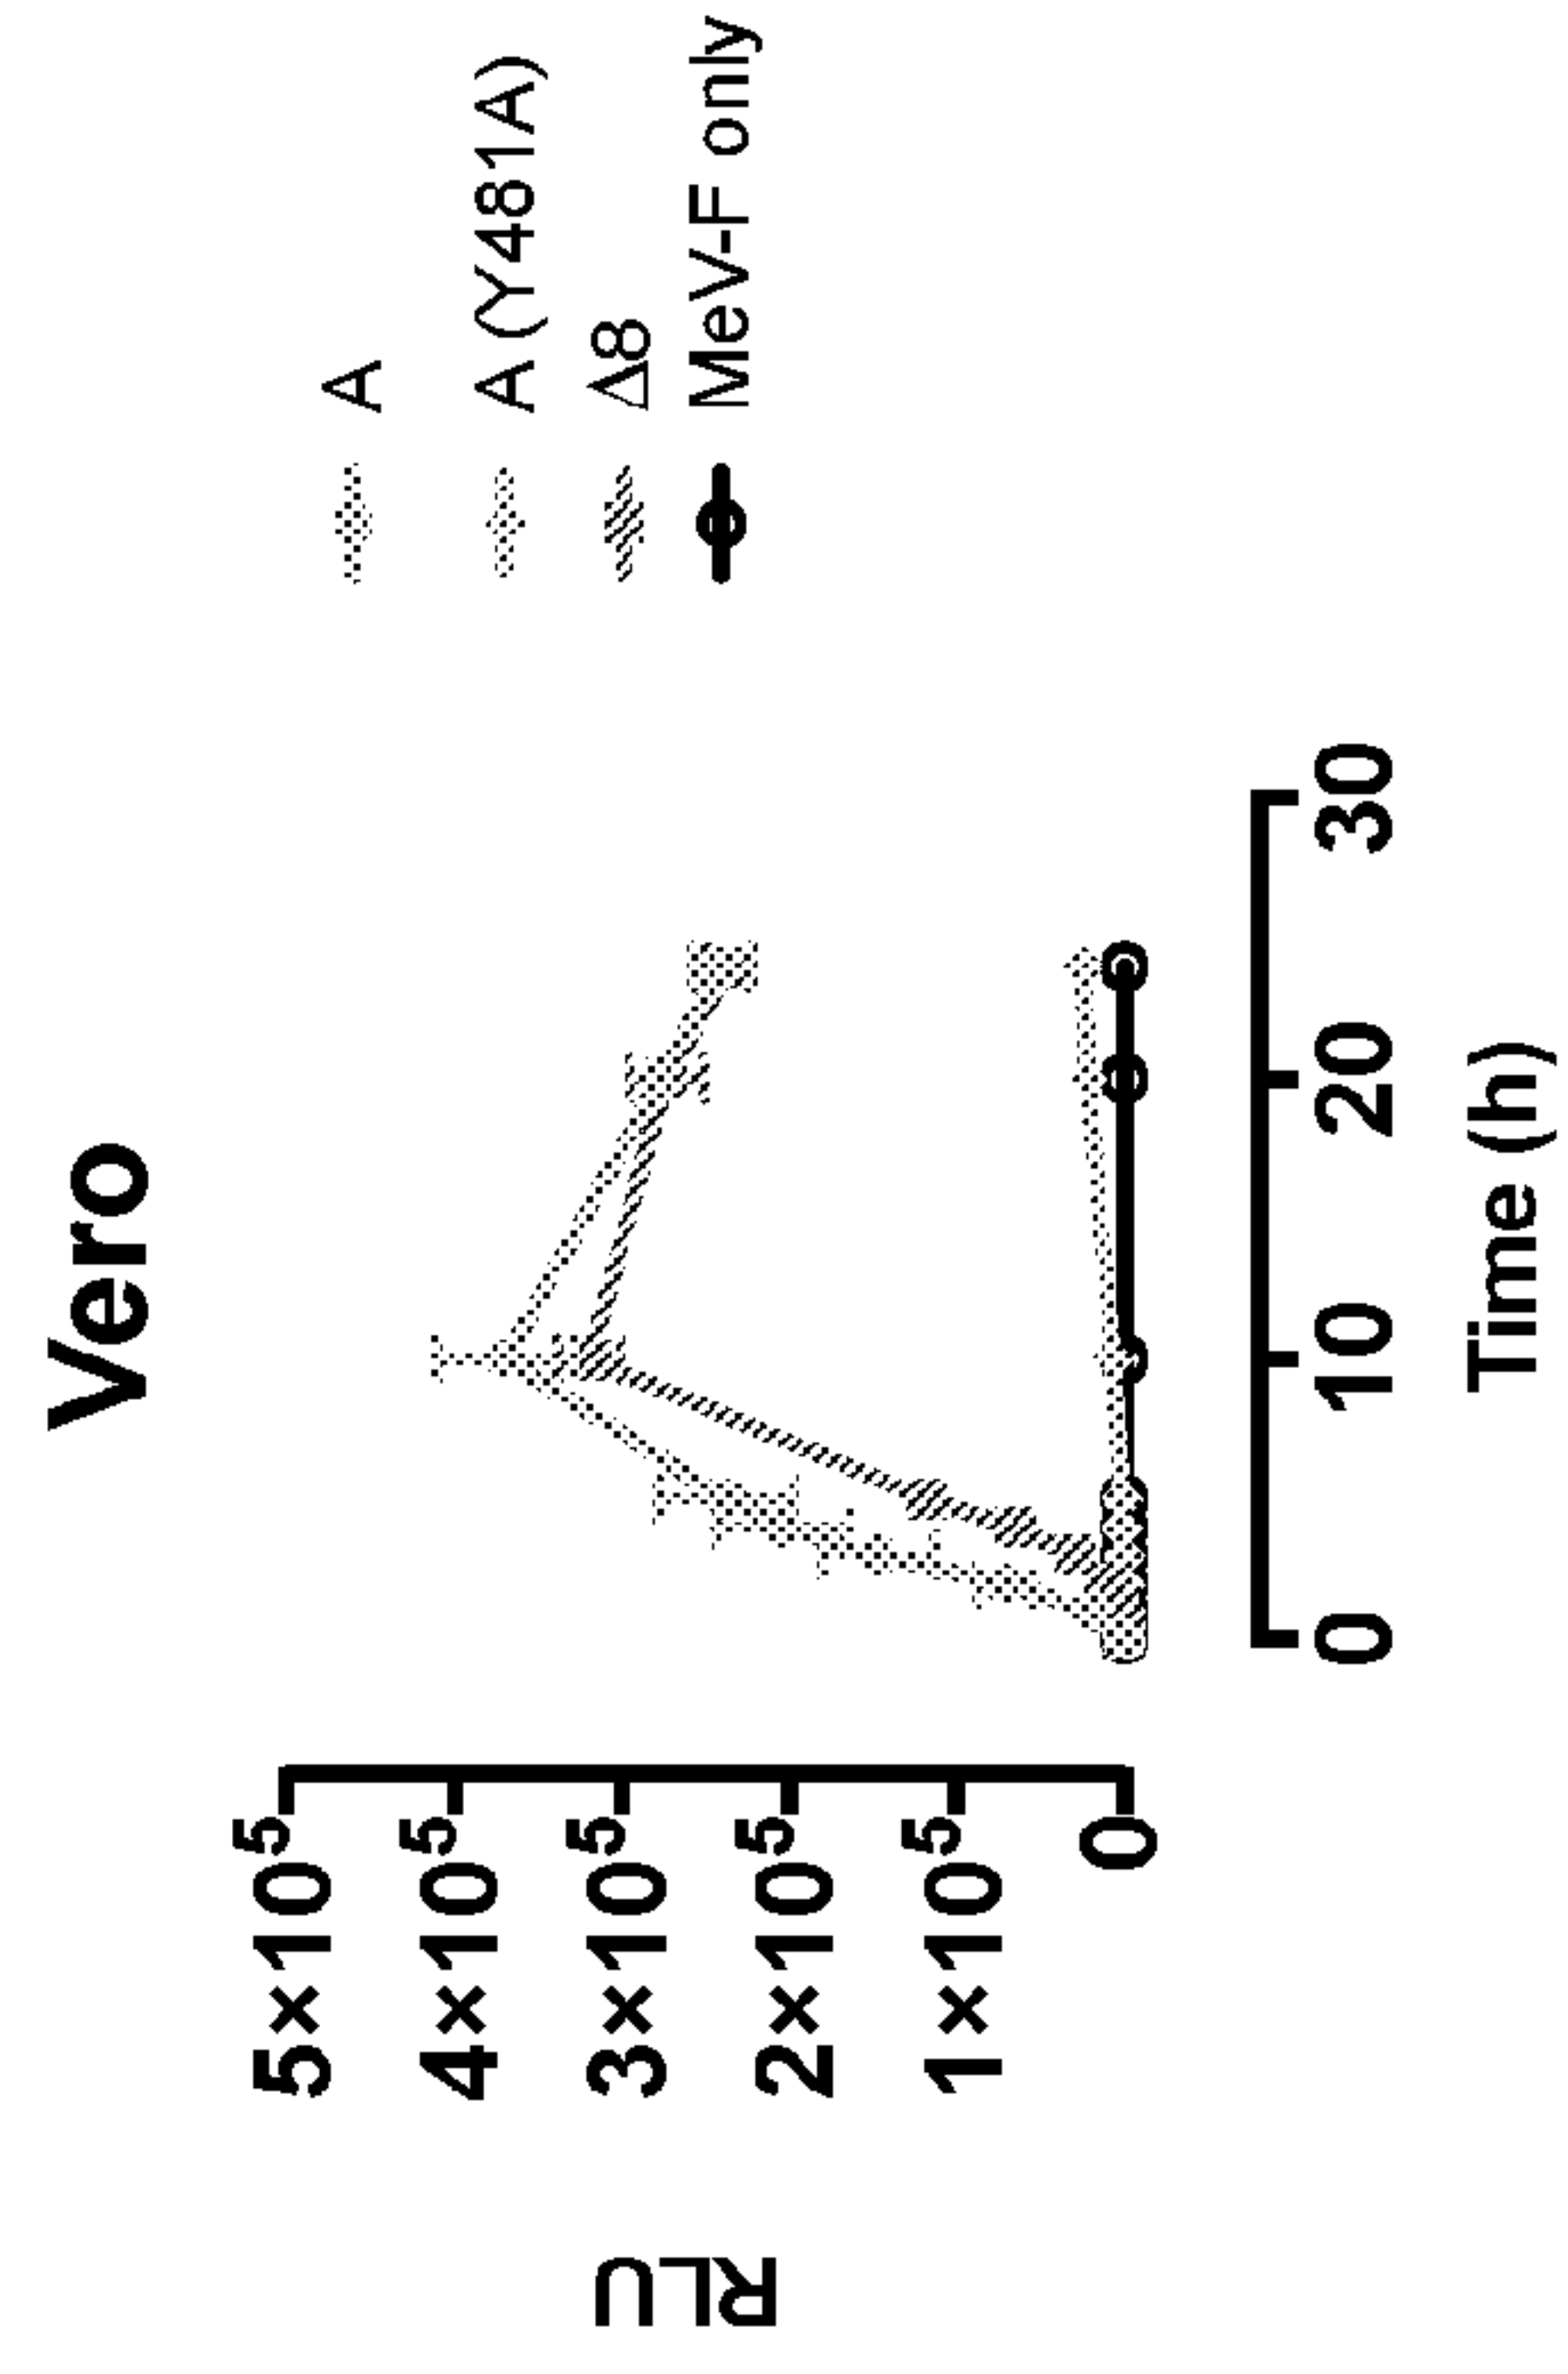 Vero
RLU
5×10⁵
4×10⁵
3×10⁵
2×10⁵
1×10⁵
0
0
10
20
30
Time (h)
A
A (Y481A)
Δ8
MeV-F only